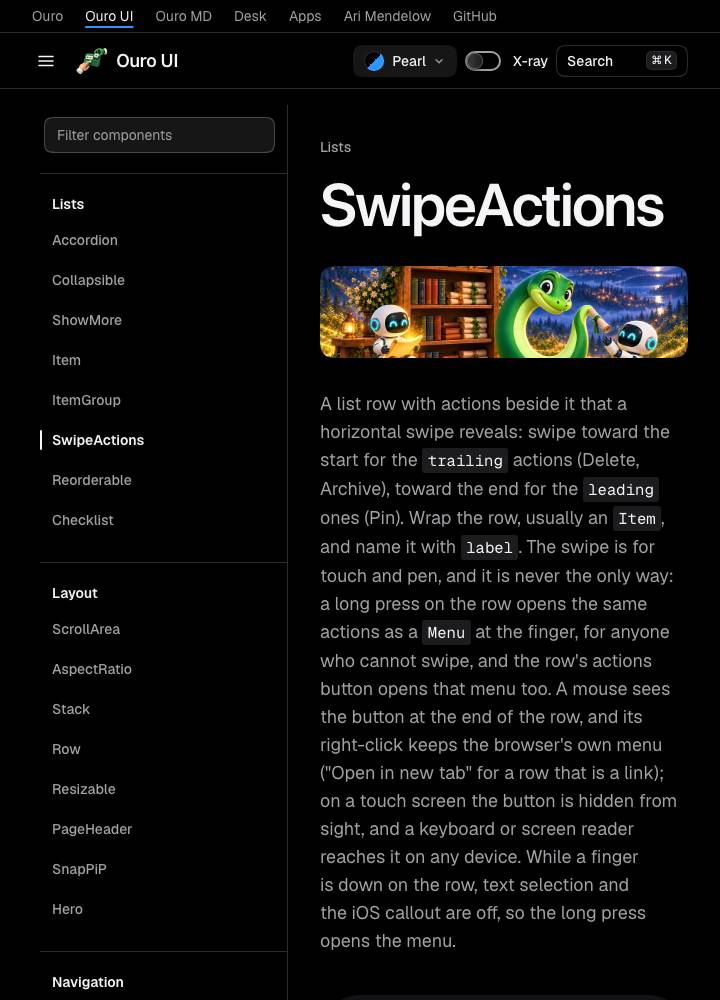 Ouro Ouro UI Ouro MD Desk Apps Ari Mendelow GitHub
Ouro UI Pearl X-ray Search ⌘ K
Filter components
Lists
Accordion
Collapsible
ShowMore
Item
ItemGroup
SwipeActions
Reorderable
Checklist
Layout
ScrollArea
AspectRatio
Stack
Row
Resizable
PageHeader
SnapPiP
Hero
Navigation
Lists
SwipeActions
A list row with actions beside it that a
horizontal swipe reveals: swipe toward the
start for the trailing actions (Delete,
Archive), toward the end for the leading
ones (Pin). Wrap the row, usually an Item,
and name it with label. The swipe is for
touch and pen, and it is never the only way:
a long press on the row opens the same
actions as a Menu at the finger, for anyone
who cannot swipe, and the row's actions
button opens that menu too. A mouse sees
the button at the end of the row, and its
right-click keeps the browser's own menu
("Open in new tab" for a row that is a link);
on a touch screen the button is hidden from
sight, and a keyboard or screen reader
reaches it on any device. While a finger
is down on the row, text selection and
the iOS callout are off, so the long press
opens the menu.